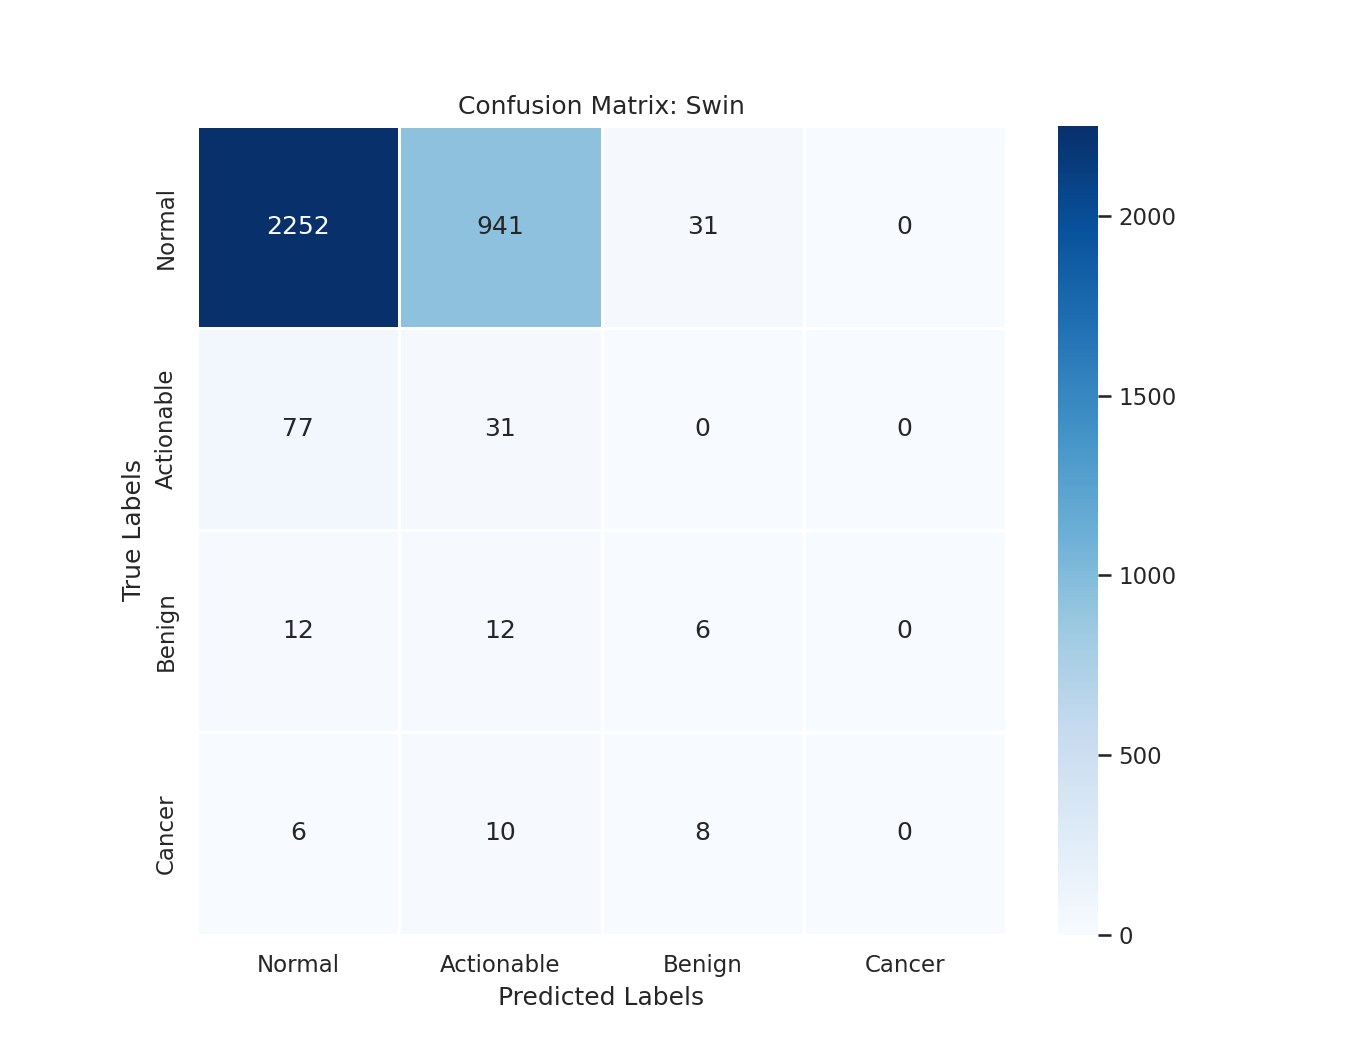 Confusion Matrix: Swin
True Labels
Normal
2252 941 31 0
Actionable
77 31 0 0
Benign
12 12 6 0
Cancer
6 10 8 0
Normal Actionable Benign Cancer
Predicted Labels
2000
1500
1000
500
0